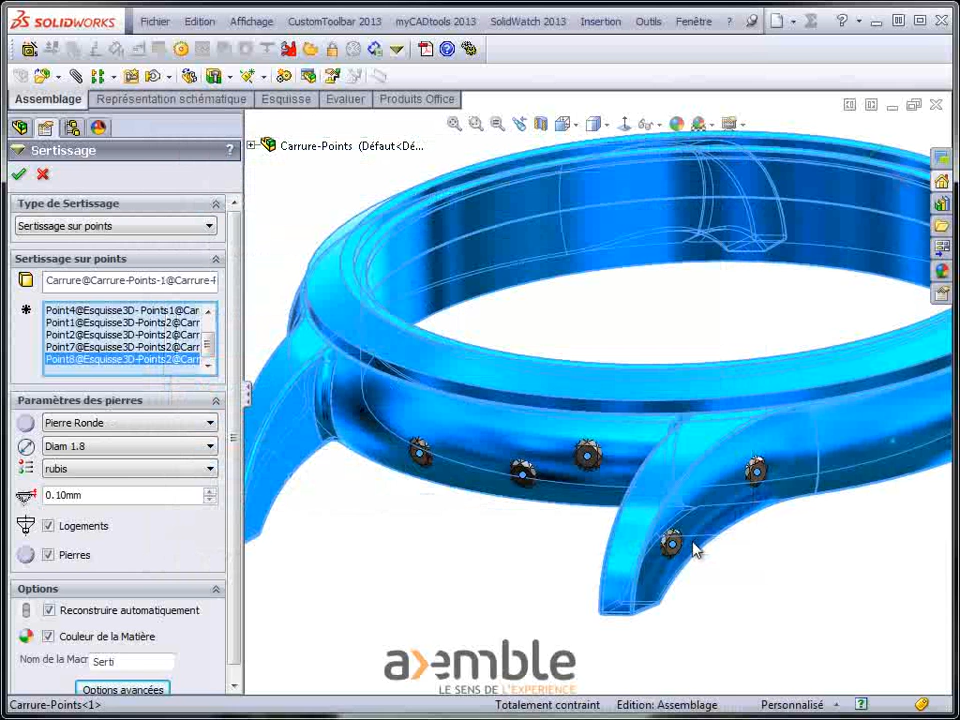 SOLIDWORKS Fichier Edition Affichage CustomToolbar 2013 myCADtools 2013 SolidWatch 2013 Insertion Outils Fenêtre ?
Assemblage Représentation schématique Esquisse Evaluer Produits Office
Sertissage ?
Carrure-Points (Défaut<Dé...
Type de Sertissage
Sertissage sur points
Sertissage sur points
Carrure@Carrure-Points-1@Carrure-F
Point4@Esquisse3D- Points1@Car
Point1@Esquisse3D-Points2@Carr
Point2@Esquisse3D-Points2@Carr
Point7@Esquisse3D-Points2@Carr
Point8@Esquisse3D-Points2@Carr
Paramètres des pierres
Pierre Ronde
Diam 1.8
rubis
0.10mm
Logements
Pierres
Options
Reconstruire automatiquement
Couleur de la Matière
Nom de la Macr Serti
Options avancées
axemble
LE SENS DE L'EXPERIENCE
Carrure-Points<1> Totalement contraint Edition: Assemblage Personnalisé